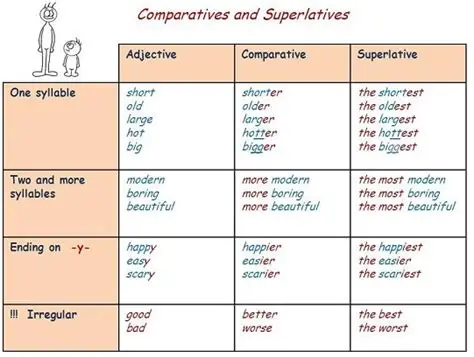 Comparatives and Superlatives
Adjective Comparative Superlative
One syllable short shorter the shortest
old older the oldest
large larger the largest
hot hotter the hottest
big bigger the biggest
Two and more modern more modern the most modern
syllables boring more boring the most boring
beautiful more beautiful the most beautiful
Ending on -y- happy happier the happiest
easy easier the easier
scary scarier the scariest
!!! Irregular good better the best
bad worse the worst